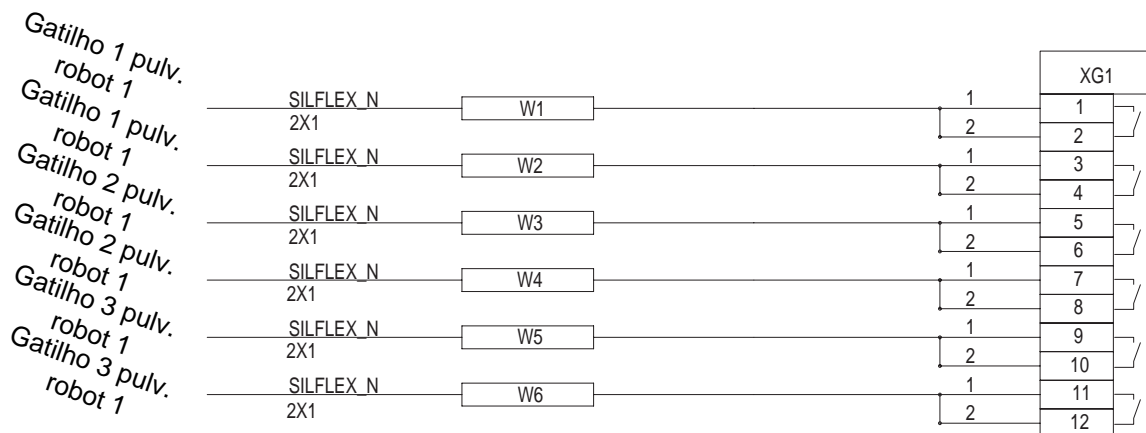 XG1
Gatilho 1 pulv.
robot 1
SILFLEX_N
2X1
W1
1
1
2
2
Gatilho 1 pulv.
robot 1
SILFLEX_N
2X1
W2
1
3
2
4
Gatilho 2 pulv.
robot 1
SILFLEX_N
2X1
W3
1
5
2
6
Gatilho 2 pulv.
robot 1
SILFLEX_N
2X1
W4
1
7
2
8
Gatilho 3 pulv.
robot 1
SILFLEX_N
2X1
W5
1
9
2
10
Gatilho 3 pulv.
robot 1
SILFLEX_N
2X1
W6
1
11
2
12